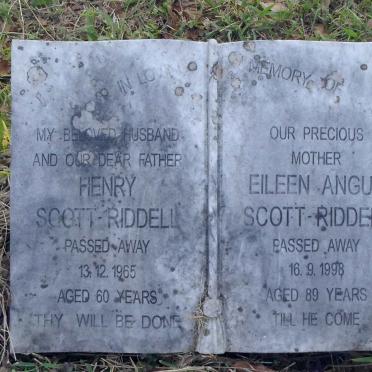 IN LOVING MEMORY OF
MY BELOVED HUSBAND
AND OUR DEAR FATHER
HENRY
SCOTT-RIDDELL
PASSED AWAY
13.12.1965
AGED 60 YEARS
THY WILL BE DONE
OUR PRECIOUS
MOTHER
EILEEN ANGU
SCOTT-RIDDE
PASSED AWAY
16.9.1998
AGED 89 YEARS
TILL HE COME